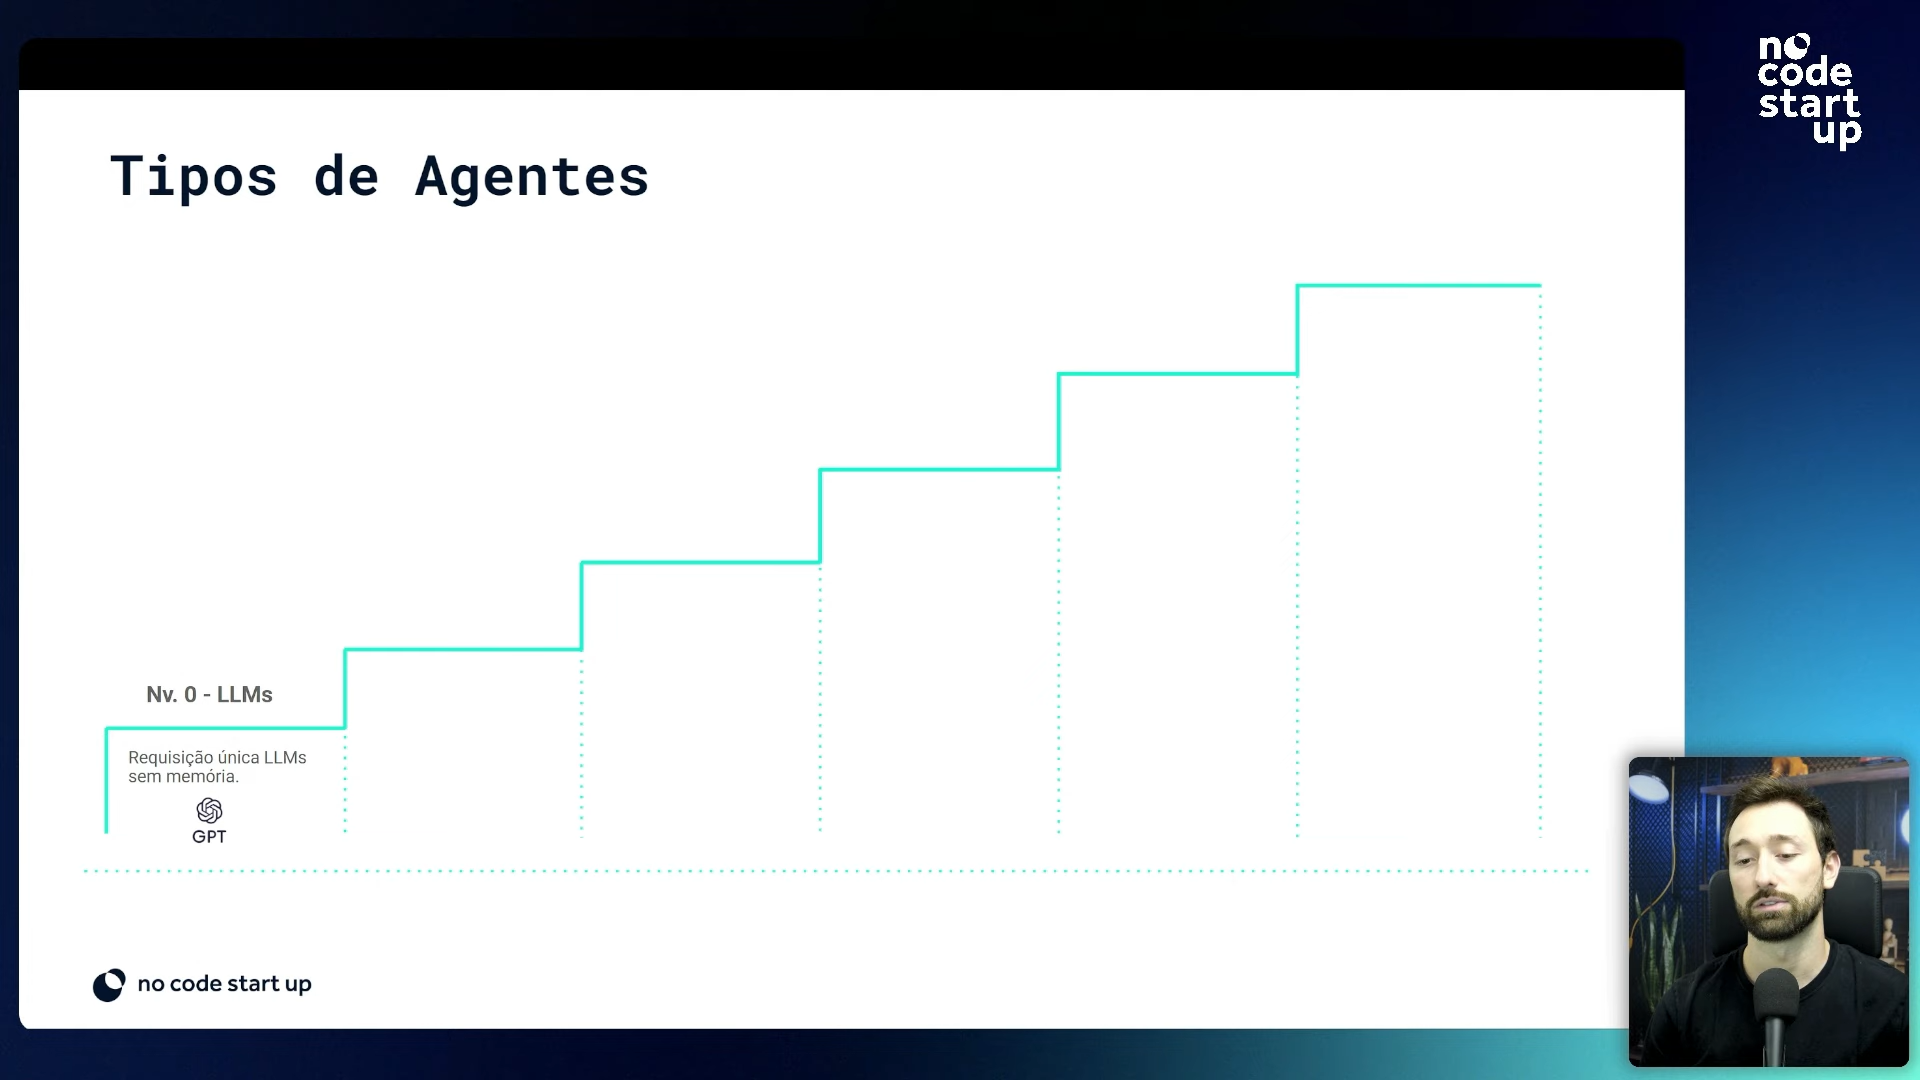 no
code
start
up
Tipos de Agentes
Nv. 0 - LLMs
Requisição única LLMs
sem memória.
GPT
no code start up